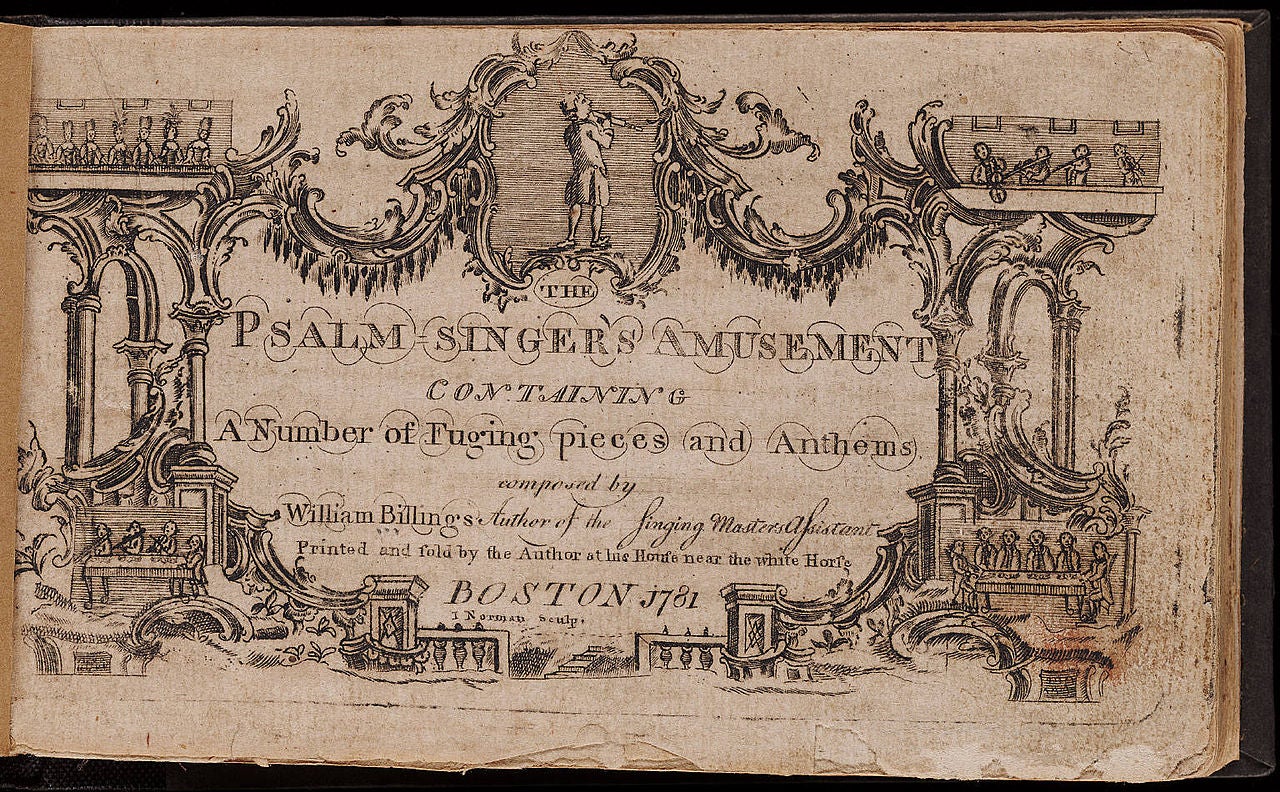 THE
PSALM-SINGER'S AMUSEMENT
CONTAINING
A Number of Fuging pieces and Anthems.
composed by
William Billings Author of the Singing Masters Aſsistant
Printed and ſold by the Author at his Houſe near the white Horſe
BOSTON 1781
I Norman Sculp.